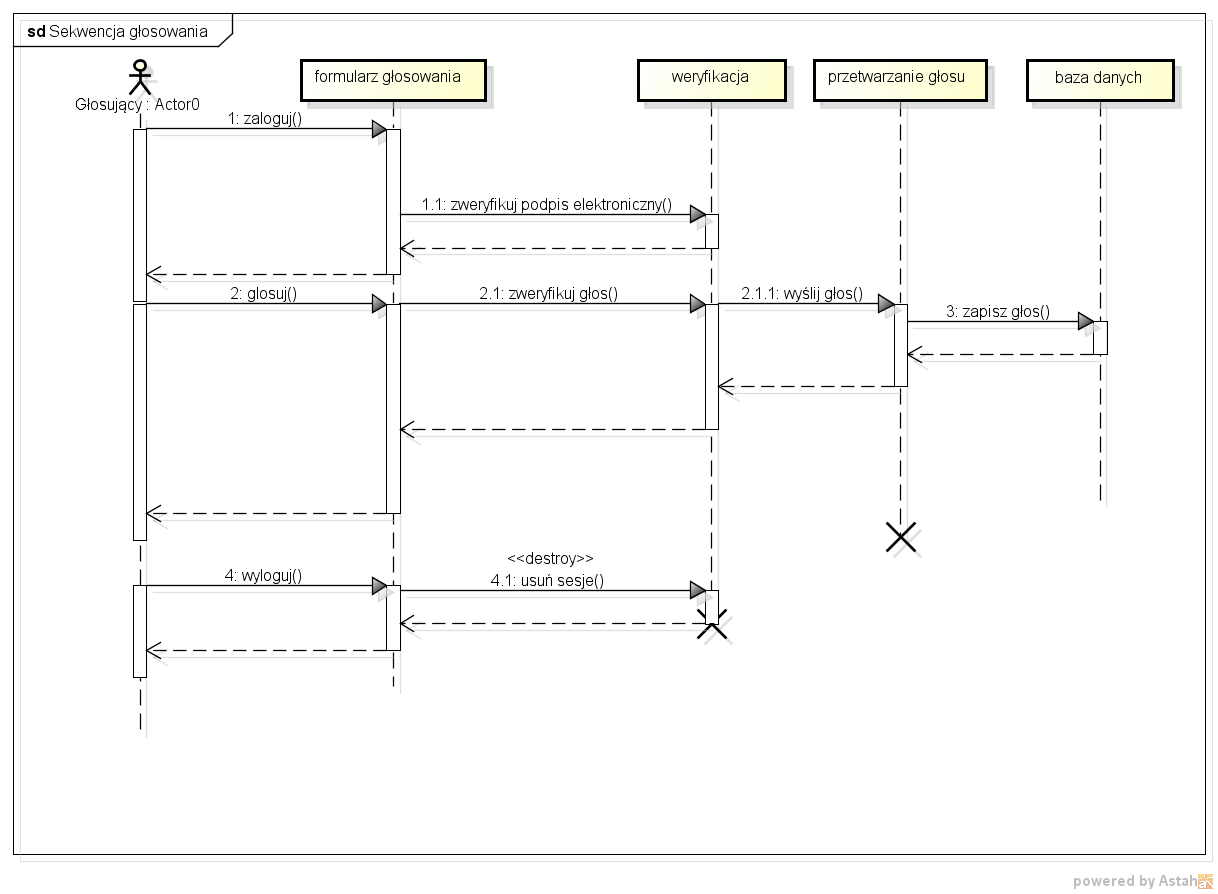 sd Sekwencja głosowania
formularz głosowania
weryfikacja
przetwarzanie głosu
baza danych
Głosujący : Actor0
1: zaloguj()
1.1: zweryfikuj podpis elektroniczny()
2: glosuj()
2.1: zweryfikuj głos()
2.1.1: wyślij głos()
3: zapisz głos()
<<destroy>>
4: wyloguj()
4.1: usuń sesje()
powered by Astah